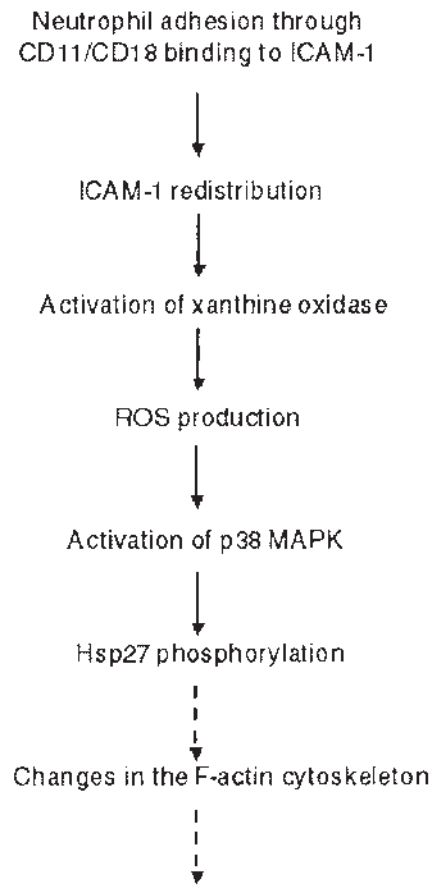 Neutrophil adhesion through
CD11/CD18 binding to ICAM-1
ICAM-1 redistribution
Activation of xanthine oxidase
ROS production
Activation of p38 MAPK
Hsp27 phosphorylation
Changes in the F-actin cytoskeleton